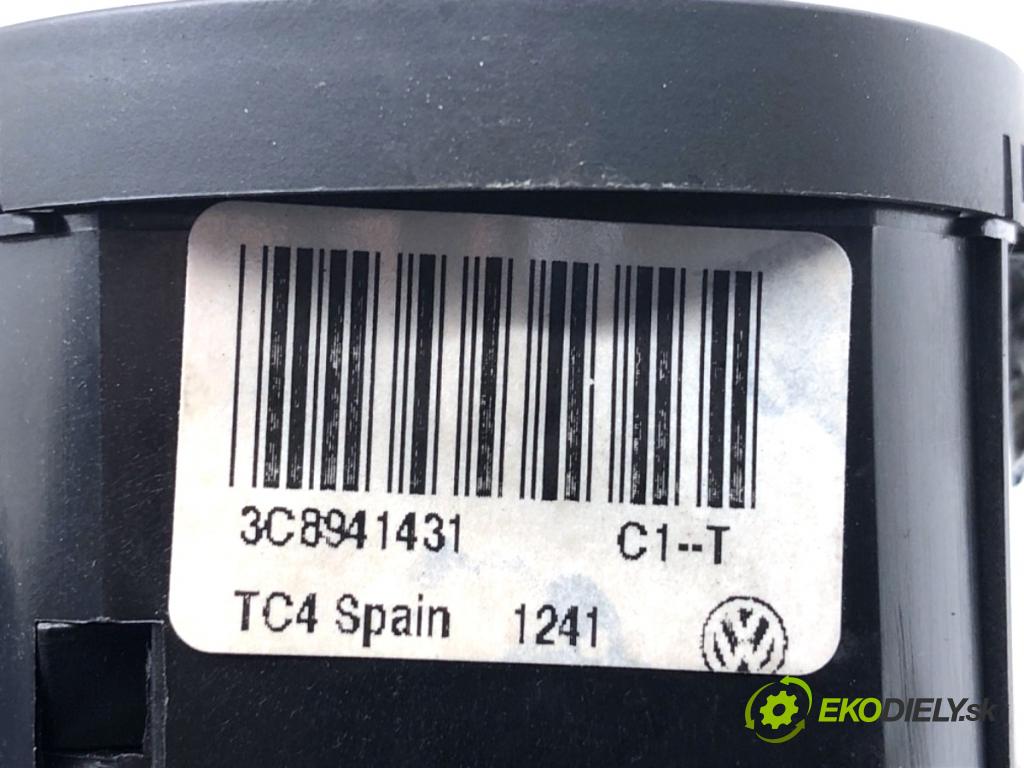 3C8941431 C1--T
TC4 Spain 1241
EKODIELY.sk